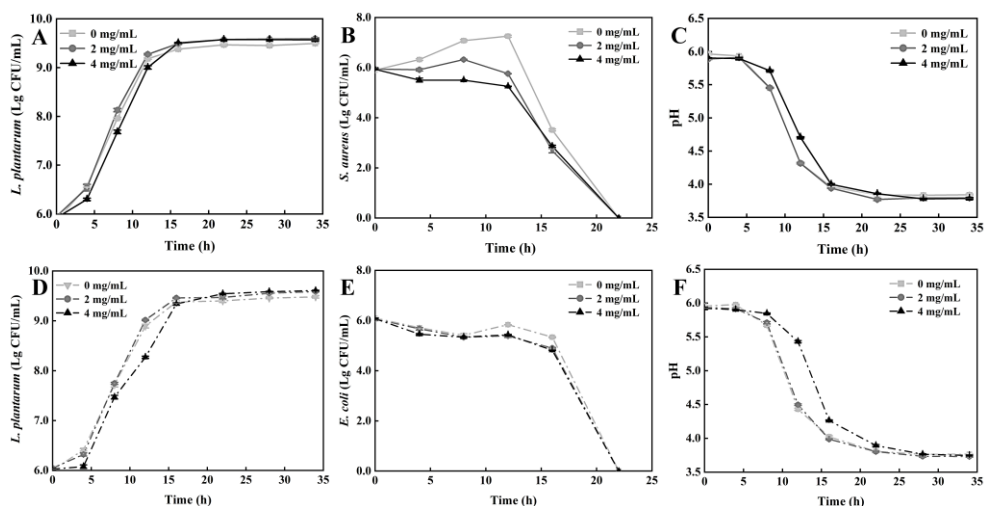 A
0 mg/mL
2 mg/mL
4 mg/mL
L. plantarum (Lg CFU/mL)
10.0
9.0
8.0
7.0
6.0
0 5 10 15 20 25 30 35
Time (h)
B
0 mg/mL
2 mg/mL
4 mg/mL
S. aureus (Lg CFU/mL)
8.0
6.0
4.0
2.0
0.0
0 5 10 15 20 25
Time (h)
C
0 mg/mL
2 mg/mL
4 mg/mL
pH
6.5
6.0
5.5
5.0
4.5
4.0
3.5
0 5 10 15 20 25 30 35
Time (h)
D
0 mg/mL
2 mg/mL
4 mg/mL
L. plantarum (Lg CFU/mL)
10.0
9.0
8.0
7.0
6.0
0 5 10 15 20 25 30 35
Time (h)
E
0 mg/mL
2 mg/mL
4 mg/mL
E. coli (Lg CFU/mL)
8.0
6.0
4.0
2.0
0.0
0 5 10 15 20 25
Time (h)
F
0 mg/mL
2 mg/mL
4 mg/mL
pH
6.5
6.0
5.5
5.0
4.5
4.0
3.5
0 5 10 15 20 25 30 35
Time (h)